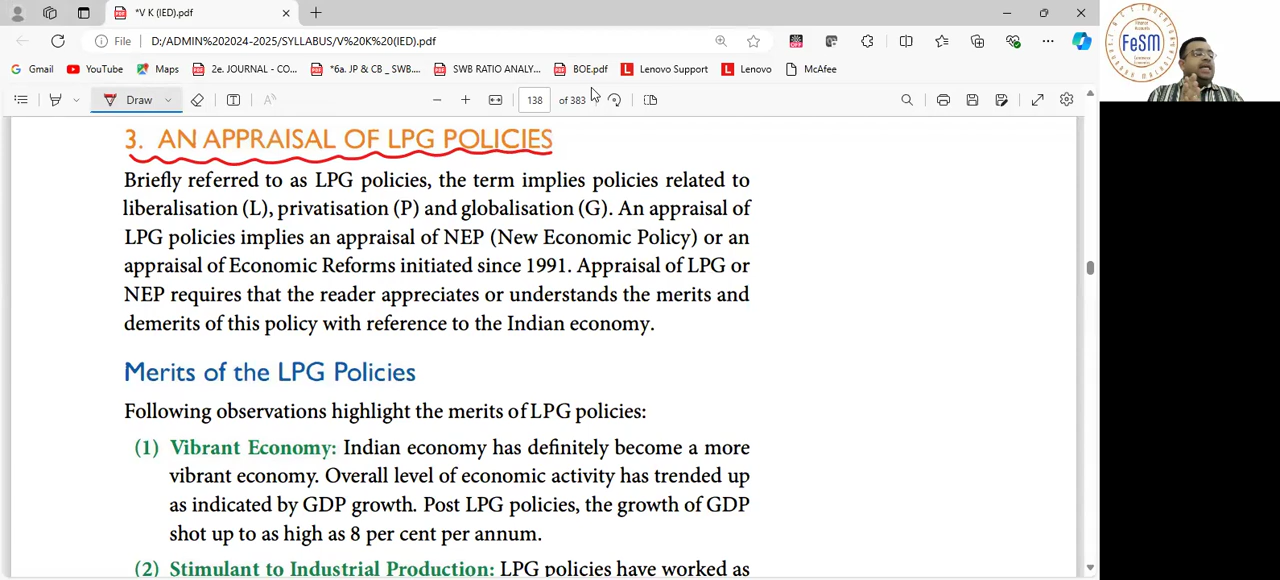 *V K (IED).pdf
File D:/ADMIN%202024-2025/SYLLABUS/V%20K%20(IED).pdf
Gmail YouTube Maps 2e. JOURNAL - CO... *6a. JP & CB _ SWB.... SWB RATIO ANALY... BOE.pdf Lenovo Support Lenovo McAfee
Draw 138 of 383
FeSM
3. AN APPRAISAL OF LPG POLICIES
Briefly referred to as LPG policies, the term implies policies related to
liberalisation (L), privatisation (P) and globalisation (G). An appraisal of
LPG policies implies an appraisal of NEP (New Economic Policy) or an
appraisal of Economic Reforms initiated since 1991. Appraisal of LPG or
NEP requires that the reader appreciates or understands the merits and
demerits of this policy with reference to the Indian economy.
Merits of the LPG Policies
Following observations highlight the merits of LPG policies:
(1) Vibrant Economy: Indian economy has definitely become a more
vibrant economy. Overall level of economic activity has trended up
as indicated by GDP growth. Post LPG policies, the growth of GDP
shot up to as high as 8 per cent per annum.
(2) Stimulant to Industrial Production: LPG policies have worked as